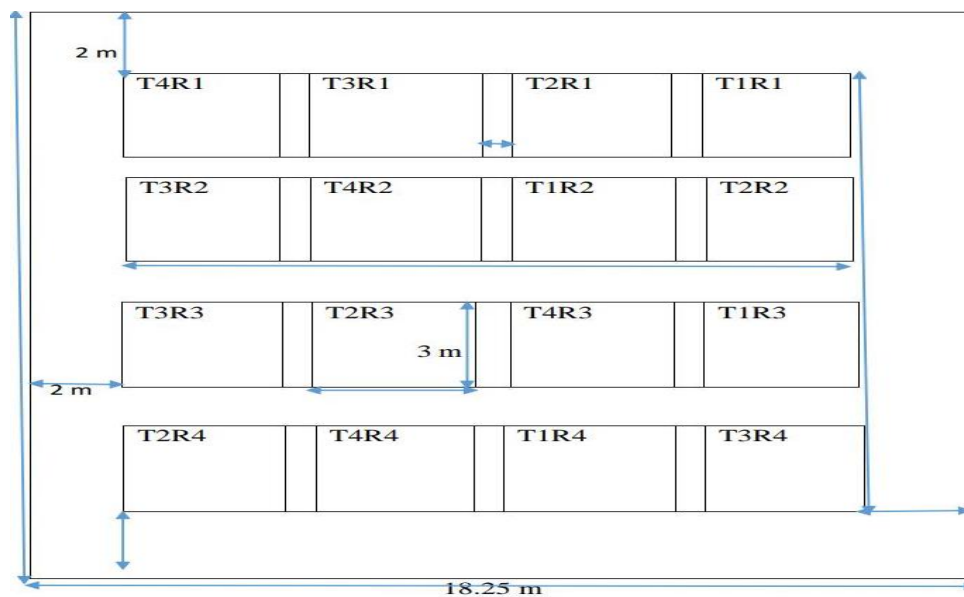 2 m
T4R1 T3R1 T2R1 T1R1
T3R2 T4R2 T1R2 T2R2
T3R3 T2R3 T4R3 T1R3
3 m
2 m
T2R4 T4R4 T1R4 T3R4
18.25 m